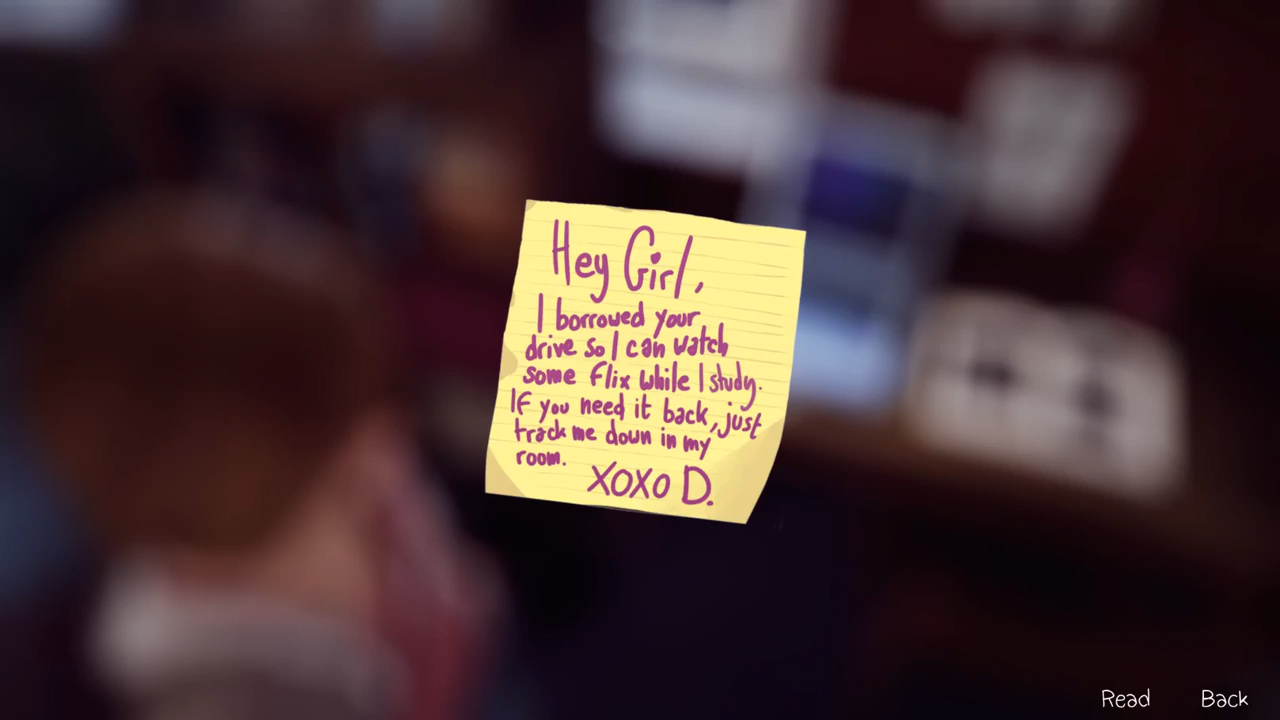 Hey Girl,
I borrowed your
drive so I can watch
some Flix while I study.
If you need it back, just
track me down in my
room.
XOXO D.
Read
Back